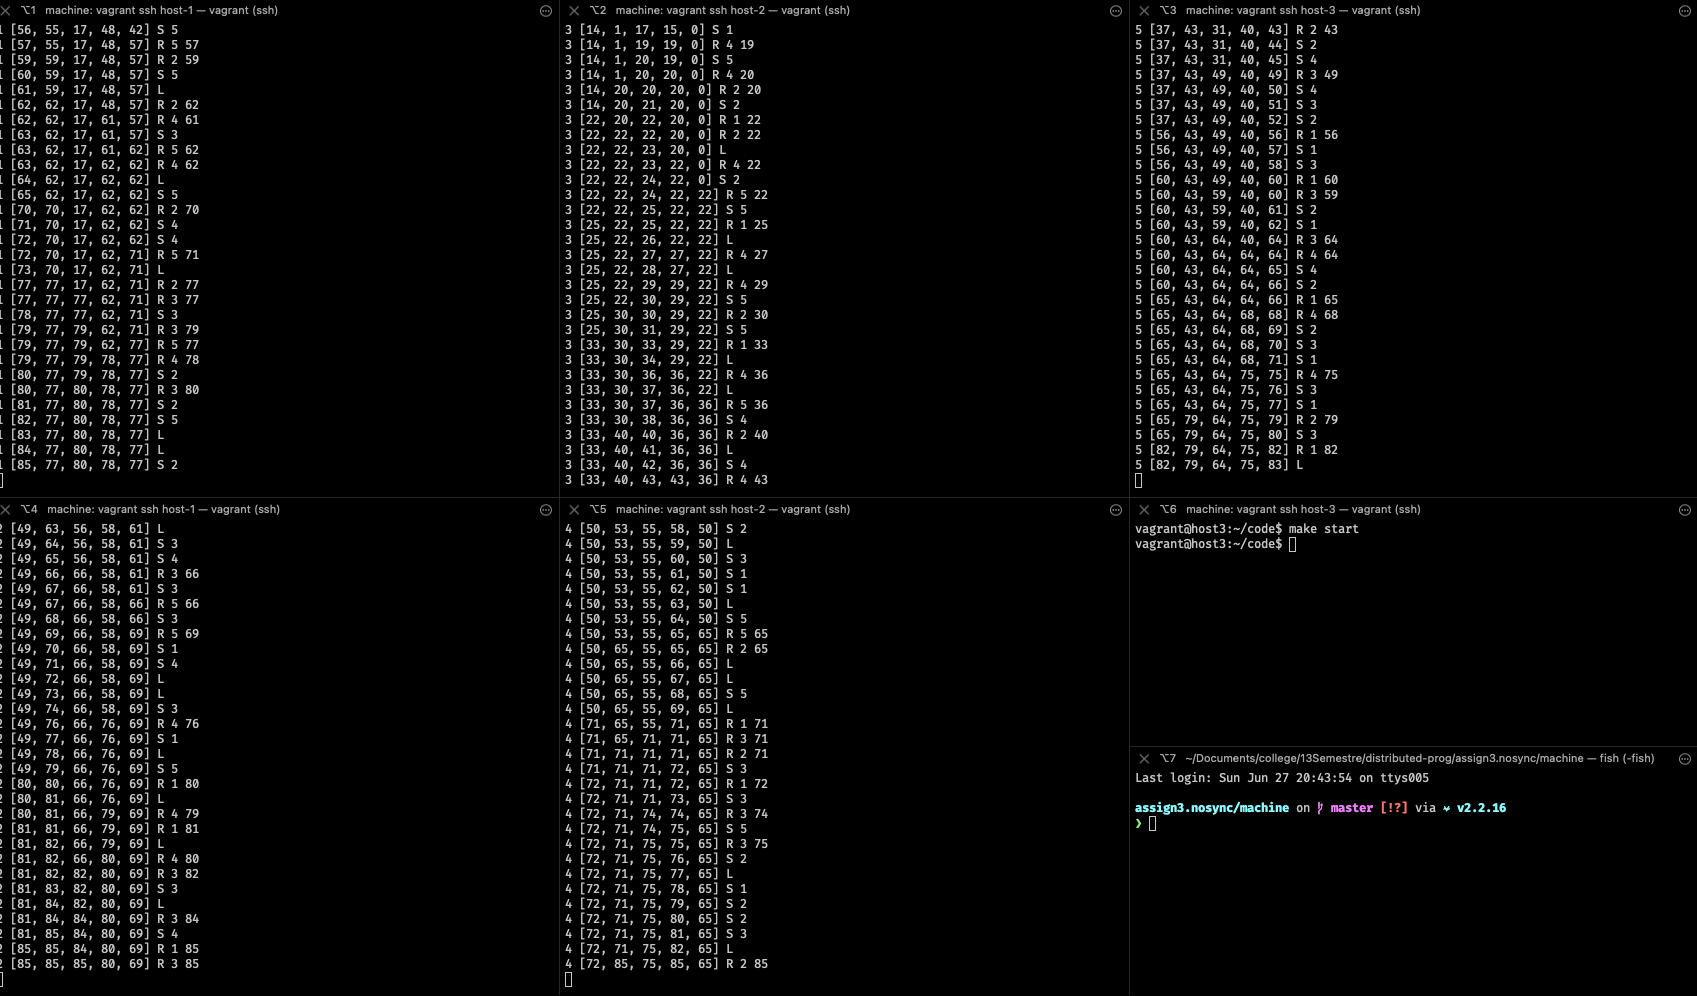 ⌥1 machine: vagrant ssh host-1 — vagrant (ssh)
1 [56, 55, 17, 48, 42] S 5
1 [57, 55, 17, 48, 57] R 5 57
1 [59, 59, 17, 48, 57] R 2 59
1 [60, 59, 17, 48, 57] S 5
1 [61, 59, 17, 48, 57] L
1 [62, 62, 17, 48, 57] R 2 62
1 [62, 62, 17, 61, 57] R 4 61
1 [63, 62, 17, 61, 57] S 3
1 [63, 62, 17, 61, 62] R 5 62
1 [63, 62, 17, 62, 62] R 4 62
1 [64, 62, 17, 62, 62] L
1 [65, 62, 17, 62, 62] S 5
1 [70, 70, 17, 62, 62] R 2 70
1 [71, 70, 17, 62, 62] S 4
1 [72, 70, 17, 62, 62] S 4
1 [72, 70, 17, 62, 71] R 5 71
1 [73, 70, 17, 62, 71] L
1 [77, 77, 17, 62, 71] R 2 77
1 [77, 77, 77, 62, 71] R 3 77
1 [78, 77, 77, 62, 71] S 3
1 [79, 77, 79, 62, 71] R 3 79
1 [79, 77, 79, 62, 77] R 5 77
1 [79, 77, 79, 78, 77] R 4 78
1 [80, 77, 79, 78, 77] S 2
1 [80, 77, 80, 78, 77] R 3 80
1 [81, 77, 80, 78, 77] S 2
1 [82, 77, 80, 78, 77] S 5
1 [83, 77, 80, 78, 77] L
1 [84, 77, 80, 78, 77] L
1 [85, 77, 80, 78, 77] S 2
⌥2 machine: vagrant ssh host-2 — vagrant (ssh)
3 [14, 1, 17, 15, 0] S 1
3 [14, 1, 19, 19, 0] R 4 19
3 [14, 1, 20, 19, 0] S 5
3 [14, 1, 20, 20, 0] R 4 20
3 [14, 20, 20, 20, 0] R 2 20
3 [14, 20, 21, 20, 0] S 2
3 [22, 20, 22, 20, 0] R 1 22
3 [22, 22, 22, 20, 0] R 2 22
3 [22, 22, 23, 20, 0] L
3 [22, 22, 23, 22, 0] R 4 22
3 [22, 22, 24, 22, 0] S 2
3 [22, 22, 24, 22, 22] R 5 22
3 [22, 22, 25, 22, 22] S 5
3 [25, 22, 25, 22, 22] R 1 25
3 [25, 22, 26, 22, 22] L
3 [25, 22, 27, 27, 22] R 4 27
3 [25, 22, 28, 27, 22] L
3 [25, 22, 29, 29, 22] R 4 29
3 [25, 22, 30, 29, 22] S 5
3 [25, 30, 30, 29, 22] R 2 30
3 [25, 30, 31, 29, 22] S 5
3 [33, 30, 33, 29, 22] R 1 33
3 [33, 30, 34, 29, 22] L
3 [33, 30, 36, 36, 22] R 4 36
3 [33, 30, 37, 36, 22] L
3 [33, 30, 37, 36, 36] R 5 36
3 [33, 30, 38, 36, 36] S 4
3 [33, 40, 40, 36, 36] R 2 40
3 [33, 40, 41, 36, 36] L
3 [33, 40, 42, 36, 36] S 4
3 [33, 40, 43, 43, 36] R 4 43
⌥3 machine: vagrant ssh host-3 — vagrant (ssh)
5 [37, 43, 31, 40, 43] R 2 43
5 [37, 43, 31, 40, 44] S 2
5 [37, 43, 31, 40, 45] S 4
5 [37, 43, 49, 40, 49] R 3 49
5 [37, 43, 49, 40, 50] S 4
5 [37, 43, 49, 40, 51] S 3
5 [37, 43, 49, 40, 52] S 2
5 [56, 43, 49, 40, 56] R 1 56
5 [56, 43, 49, 40, 57] S 1
5 [56, 43, 49, 40, 58] S 3
5 [60, 43, 49, 40, 60] R 1 60
5 [60, 43, 59, 40, 60] R 3 59
5 [60, 43, 59, 40, 61] S 2
5 [60, 43, 59, 40, 62] S 1
5 [60, 43, 64, 40, 64] R 3 64
5 [60, 43, 64, 64, 64] R 4 64
5 [60, 43, 64, 64, 65] S 4
5 [60, 43, 64, 64, 66] S 2
5 [65, 43, 64, 64, 66] R 1 65
5 [65, 43, 64, 68, 68] R 4 68
5 [65, 43, 64, 68, 69] S 2
5 [65, 43, 64, 68, 70] S 3
5 [65, 43, 64, 68, 71] S 1
5 [65, 43, 64, 75, 75] R 4 75
5 [65, 43, 64, 75, 76] S 3
5 [65, 43, 64, 75, 77] S 1
5 [65, 79, 64, 75, 79] R 2 79
5 [65, 79, 64, 75, 80] S 3
5 [82, 79, 64, 75, 82] R 1 82
5 [82, 79, 64, 75, 83] L
⌥4 machine: vagrant ssh host-1 — vagrant (ssh)
2 [49, 63, 56, 58, 61] L
2 [49, 64, 56, 58, 61] S 3
2 [49, 65, 56, 58, 61] S 4
2 [49, 66, 66, 58, 61] R 3 66
2 [49, 67, 66, 58, 61] S 3
2 [49, 67, 66, 58, 66] R 5 66
2 [49, 68, 66, 58, 66] S 3
2 [49, 69, 66, 58, 69] R 5 69
2 [49, 70, 66, 58, 69] S 1
2 [49, 71, 66, 58, 69] S 4
2 [49, 72, 66, 58, 69] L
2 [49, 73, 66, 58, 69] L
2 [49, 74, 66, 58, 69] S 3
2 [49, 76, 66, 76, 69] R 4 76
2 [49, 77, 66, 76, 69] S 1
2 [49, 78, 66, 76, 69] L
2 [49, 79, 66, 76, 69] S 5
2 [80, 80, 66, 76, 69] R 1 80
2 [80, 81, 66, 76, 69] L
2 [80, 81, 66, 79, 69] R 4 79
2 [81, 81, 66, 79, 69] R 1 81
2 [81, 82, 66, 79, 69] L
2 [81, 82, 66, 80, 69] R 4 80
2 [81, 82, 82, 80, 69] R 3 82
2 [81, 83, 82, 80, 69] S 3
2 [81, 84, 82, 80, 69] L
2 [81, 84, 84, 80, 69] R 3 84
2 [81, 85, 84, 80, 69] S 4
2 [85, 85, 84, 80, 69] R 1 85
2 [85, 85, 85, 80, 69] R 3 85
⌥5 machine: vagrant ssh host-2 — vagrant (ssh)
4 [50, 53, 55, 58, 50] S 2
4 [50, 53, 55, 59, 50] L
4 [50, 53, 55, 60, 50] S 3
4 [50, 53, 55, 61, 50] S 1
4 [50, 53, 55, 62, 50] S 1
4 [50, 53, 55, 63, 50] L
4 [50, 53, 55, 64, 50] S 5
4 [50, 53, 55, 65, 65] R 5 65
4 [50, 65, 55, 65, 65] R 2 65
4 [50, 65, 55, 66, 65] L
4 [50, 65, 55, 67, 65] L
4 [50, 65, 55, 68, 65] S 5
4 [50, 65, 55, 69, 65] L
4 [71, 65, 55, 71, 65] R 1 71
4 [71, 65, 71, 71, 65] R 3 71
4 [71, 71, 71, 71, 65] R 2 71
4 [71, 71, 71, 72, 65] S 3
4 [72, 71, 71, 72, 65] R 1 72
4 [72, 71, 71, 73, 65] S 3
4 [72, 71, 74, 74, 65] R 3 74
4 [72, 71, 74, 75, 65] S 5
4 [72, 71, 75, 75, 65] R 3 75
4 [72, 71, 75, 76, 65] S 2
4 [72, 71, 75, 77, 65] L
4 [72, 71, 75, 78, 65] S 1
4 [72, 71, 75, 79, 65] S 2
4 [72, 71, 75, 80, 65] S 2
4 [72, 71, 75, 81, 65] S 3
4 [72, 71, 75, 82, 65] L
4 [72, 85, 75, 85, 65] R 2 85
⌥6 machine: vagrant ssh host-3 — vagrant (ssh)
vagrant@host3:~/code$ make start
vagrant@host3:~/code$
⌥7 ~/Documents/college/13Semestre/distributed-prog/assign3.nosync/machine — fish (-fish)
Last login: Sun Jun 27 20:43:54 on ttys005
assign3.nosync/machine on master [!?] via v2.2.16
❯